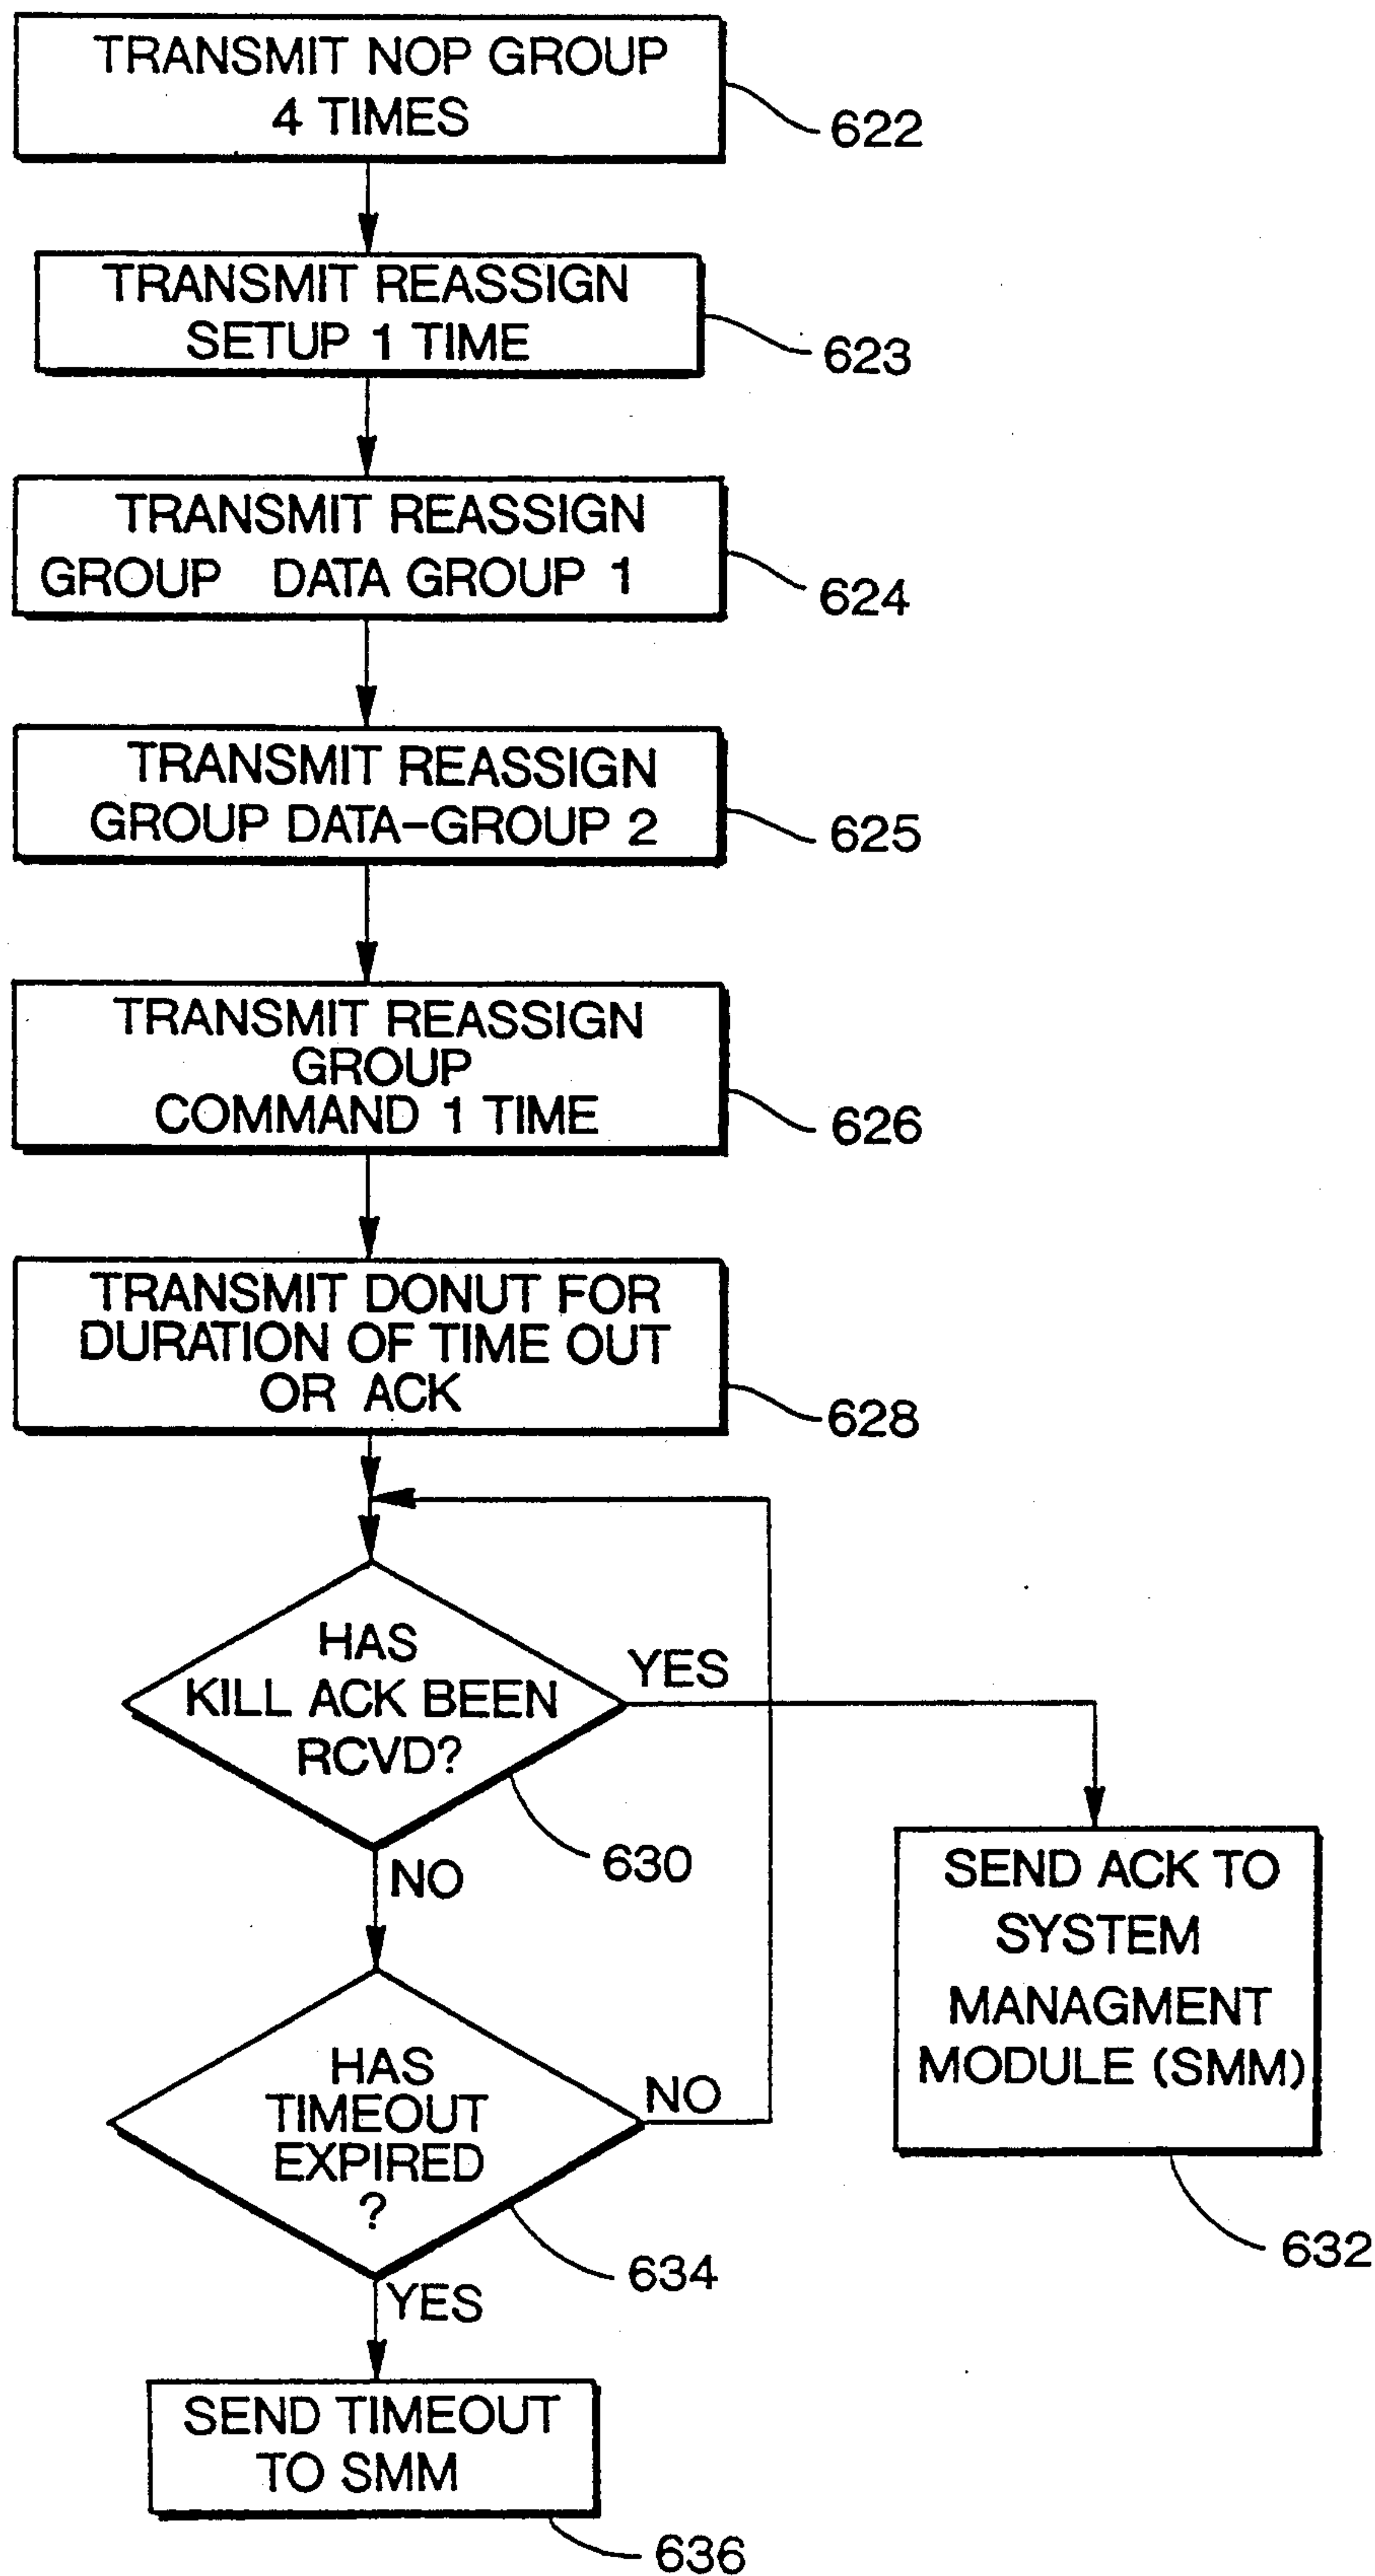 TRANSMIT NOP GROUP
4 TIMES
622
TRANSMIT REASSIGN
SETUP 1 TIME
623
TRANSMIT REASSIGN
GROUP DATA GROUP 1
624
TRANSMIT REASSIGN
GROUP DATA-GROUP 2
625
TRANSMIT REASSIGN
GROUP
COMMAND 1 TIME
626
TRANSMIT DONUT FOR
DURATION OF TIME OUT
OR ACK
628
HAS
KILL ACK BEEN
RCVD?
YES
630
NO
SEND ACK TO
SYSTEM
MANAGMENT
MODULE (SMM)
632
HAS
TIMEOUT
EXPIRED
?
NO
634
YES
SEND TIMEOUT
TO SMM
636